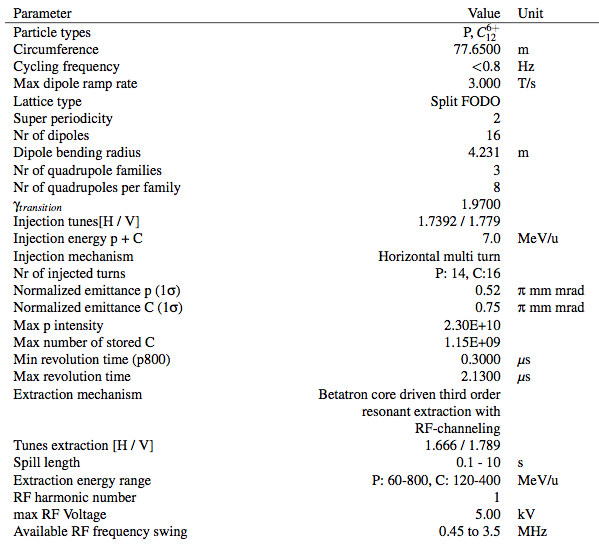 Parameter Value Unit
Particle types P, C₁₂⁶⁺
Circumference 77.6500 m
Cycling frequency <0.8 Hz
Max dipole ramp rate 3.000 T/s
Lattice type Split FODO
Super periodicity 2
Nr of dipoles 16
Dipole bending radius 4.231 m
Nr of quadrupole families 3
Nr of quadrupoles per family 8
γtransition 1.9700
Injection tunes[H / V] 1.7392 / 1.779
Injection energy p + C 7.0 MeV/u
Injection mechanism Horizontal multi turn
Nr of injected turns P: 14, C:16
Normalized emittance p (1σ) 0.52 π mm mrad
Normalized emittance C (1σ) 0.75 π mm mrad
Max p intensity 2.30E+10
Max number of stored C 1.15E+09
Min revolution time (p800) 0.3000 μs
Max revolution time 2.1300 μs
Extraction mechanism Betatron core driven third order
resonant extraction with
RF-channeling
Tunes extraction [H / V] 1.666 / 1.789
Spill length 0.1 - 10 s
Extraction energy range P: 60-800, C: 120-400 MeV/u
RF harmonic number 1
max RF Voltage 5.00 kV
Available RF frequency swing 0.45 to 3.5 MHz